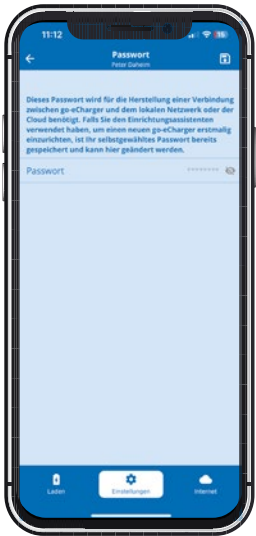 11:12
Passwort
Peter Daheim
Dieses Passwort wird für die Herstellung einer Verbindung
zwischen go-eCharger und dem lokalen Netzwerk oder der
Cloud benötigt. Falls Sie den Einrichtungsassistenten
verwendet haben, um einen neuen go-eCharger erstmalig
einzurichten, ist Ihr selbstgewähltes Passwort bereits
gespeichert und kann hier geändert werden.
Passwort ********
Laden Einstellungen Internet